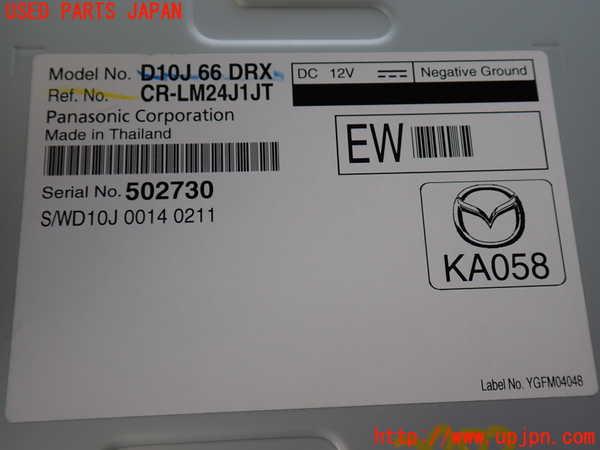 USED PARTS JAPAN
Model No. D10J 66 DRX
Ref. No. CR-LM24J1JT
Panasonic Corporation
Made in Thailand
DC 12V Negative Ground
EW
Serial No. 502730
S/WD10J 0014 0211
KA058
Label No. YGFM04048
http://www.upjpn.com